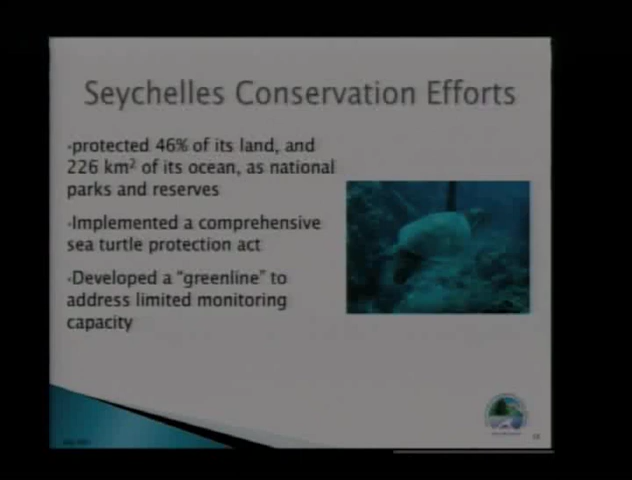 Seychelles Conservation Efforts
•protected 46% of its land, and
226 km² of its ocean, as national
parks and reserves
•Implemented a comprehensive
sea turtle protection act
•Developed a “greenline” to
address limited monitoring
capacity